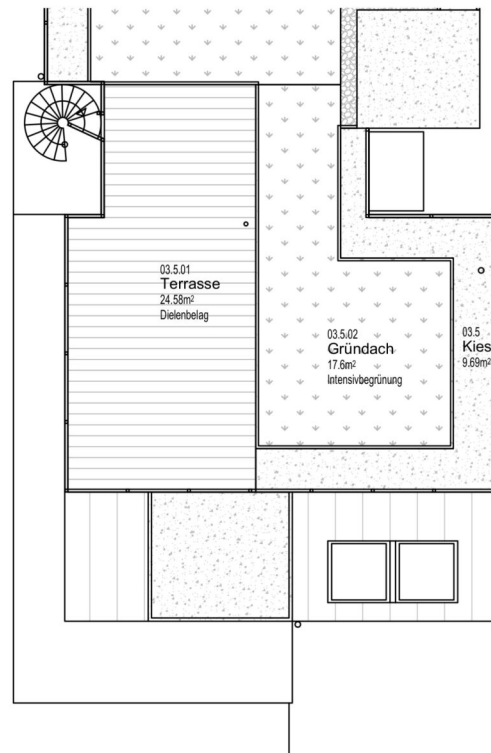 03.5.01
Terrasse
24.58m²
Dielenbelag
03.5.02
Gründach
17.6m²
Intensivbegrünung
03.5
Kies
9.69m²